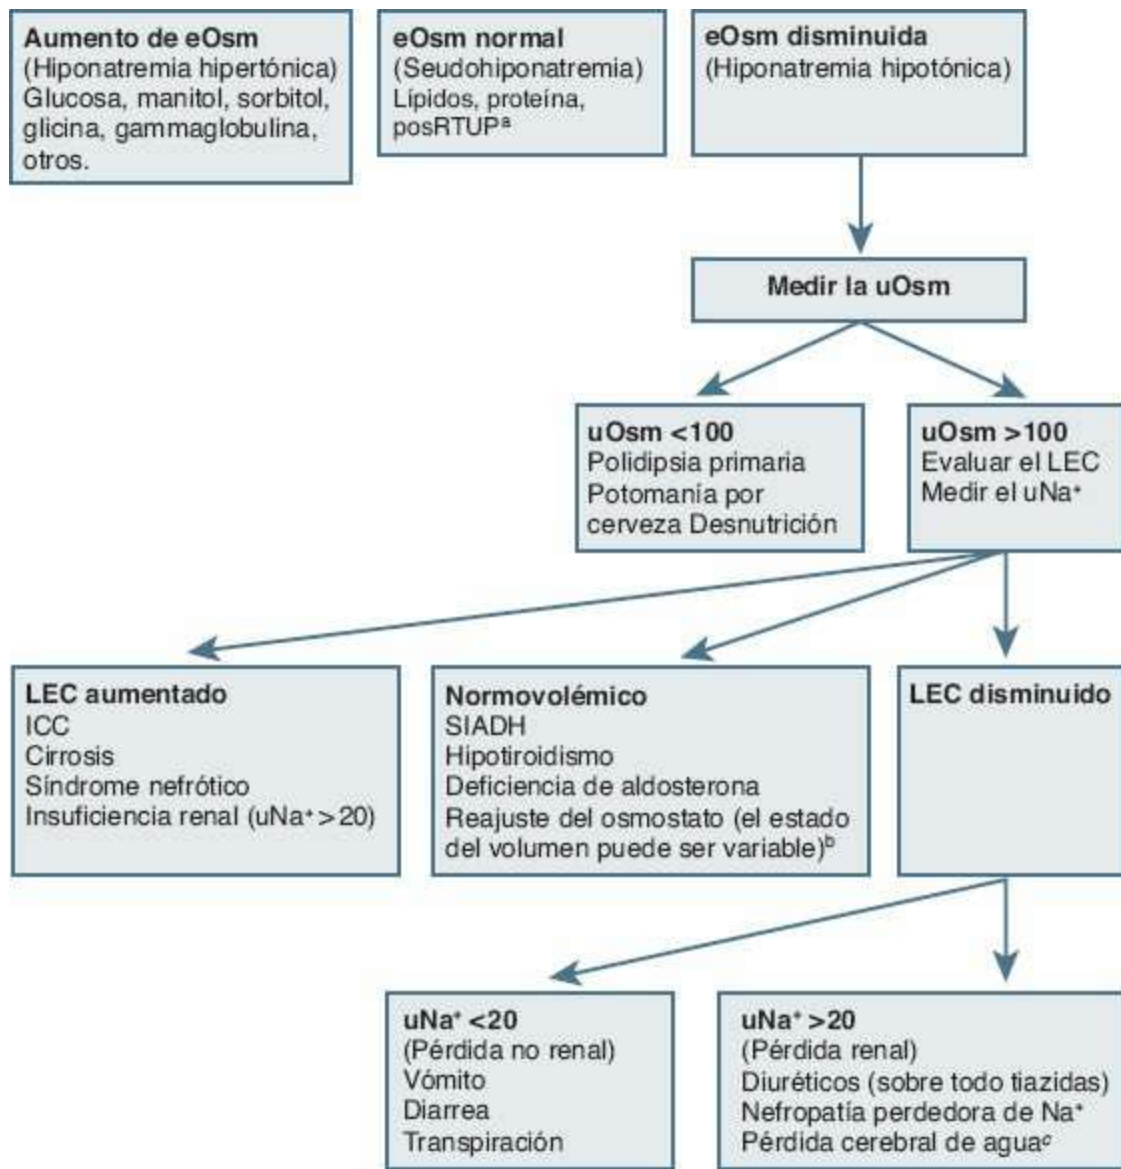 Aumento de eOsm
(Hiponatremia hipertónica)
Glucosa, manitol, sorbitol,
glicina, gammaglobulina,
otros.
eOsm normal
(Seudohiponatremia)
Lípidos, proteína,
posRTUPª
eOsm disminuida
(Hiponatremia hipotónica)
Medir la uOsm
uOsm <100
Polidipsia primaria
Potomanía por
cerveza Desnutrición
uOsm >100
Evaluar el LEC
Medir el uNa⁺
LEC aumentado
ICC
Cirrosis
Síndrome nefrótico
Insuficiencia renal (uNa⁺ > 20)
Normovolémico
SIADH
Hipotiroidismo
Deficiencia de aldosterona
Reajuste del osmostato (el estado
del volumen puede ser variable)ᵇ
LEC disminuido
uNa⁺ <20
(Pérdida no renal)
Vómito
Diarrea
Transpiración
uNa⁺ >20
(Pérdida renal)
Diuréticos (sobre todo tiazidas)
Nefropatía perdedora de Na⁺
Pérdida cerebral de aguaᶜ